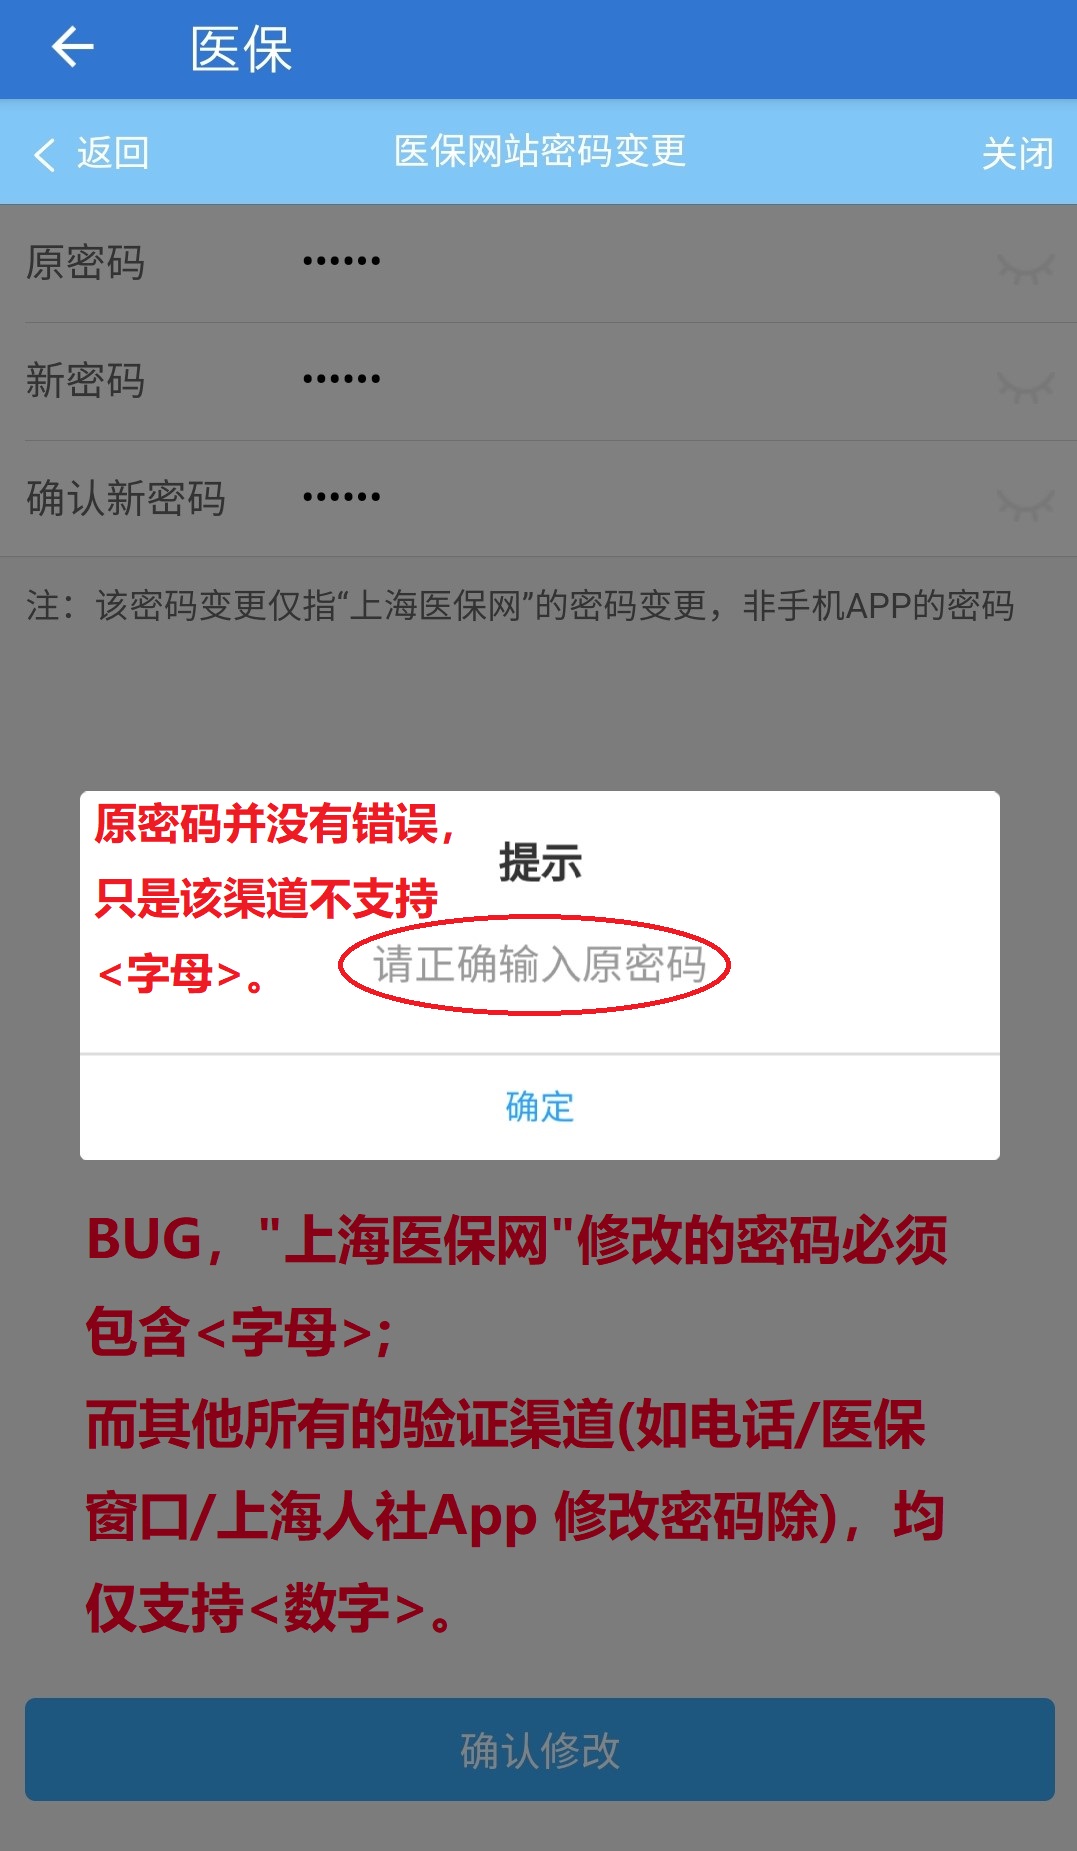 医保
返回 医保网站密码变更 关闭
原密码 ••••••
新密码 ••••••
确认新密码 ••••••
注：该密码变更仅指“上海医保网”的密码变更，非手机APP的密码
原密码并没有错误，
提示
只是该渠道不支持
请正确输入原密码
<字母>。
确定
BUG，"上海医保网"修改的密码必须
包含<字母>；
而其他所有的验证渠道(如电话/医保
窗口/上海人社App 修改密码除)，均
仅支持<数字>。
确认修改